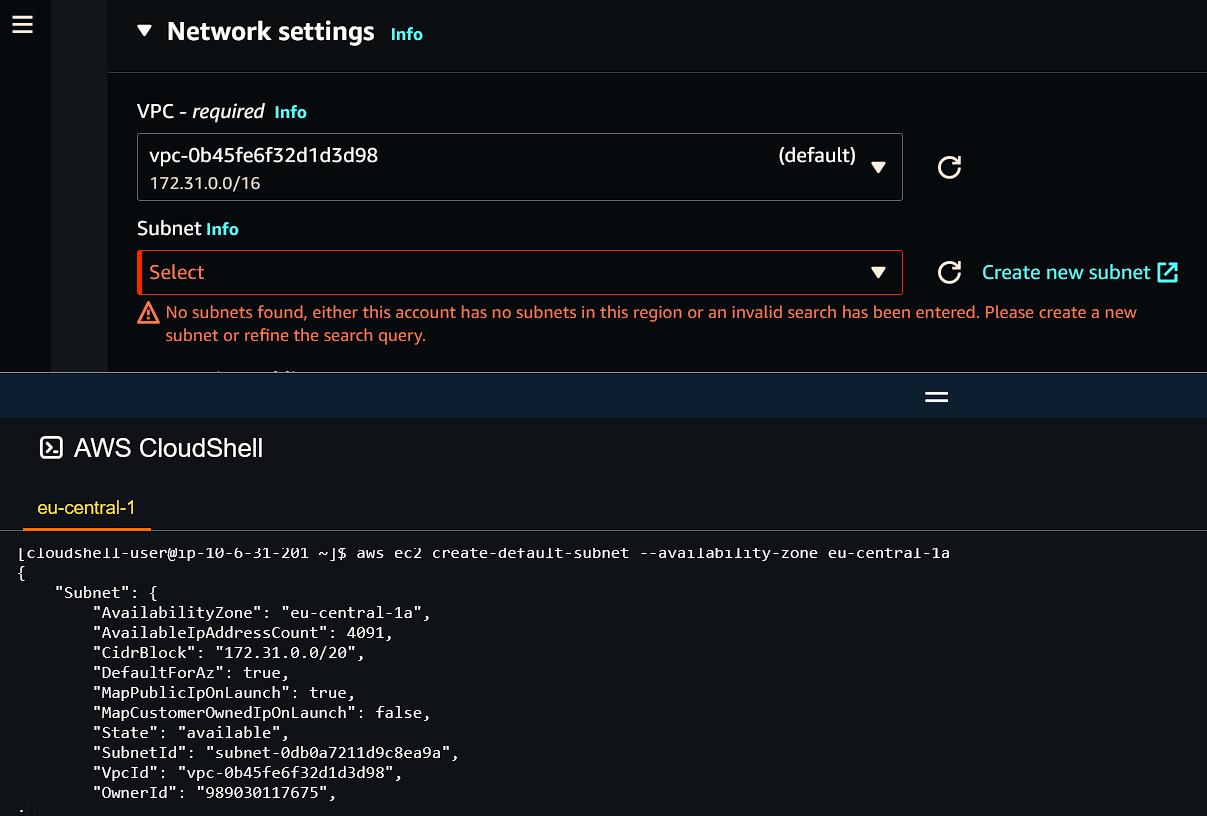 Network settings Info
VPC - required Info
vpc-0b45fe6f32d1d3d98 (default)
172.31.0.0/16
Subnet Info
Select
Create new subnet
No subnets found, either this account has no subnets in this region or an invalid search has been entered. Please create a new
subnet or refine the search query.
AWS CloudShell
eu-central-1
[cloudshell-user@ip-10-6-31-201 ~]$ aws ec2 create-default-subnet --availability-zone eu-central-1a
{
"Subnet": {
"AvailabilityZone": "eu-central-1a",
"AvailableIpAddressCount": 4091,
"CidrBlock": "172.31.0.0/20",
"DefaultForAz": true,
"MapPublicIpOnLaunch": true,
"MapCustomerOwnedIpOnLaunch": false,
"State": "available",
"SubnetId": "subnet-0db0a7211d9c8ea9a",
"VpcId": "vpc-0b45fe6f32d1d3d98",
"OwnerId": "989030117675",
: